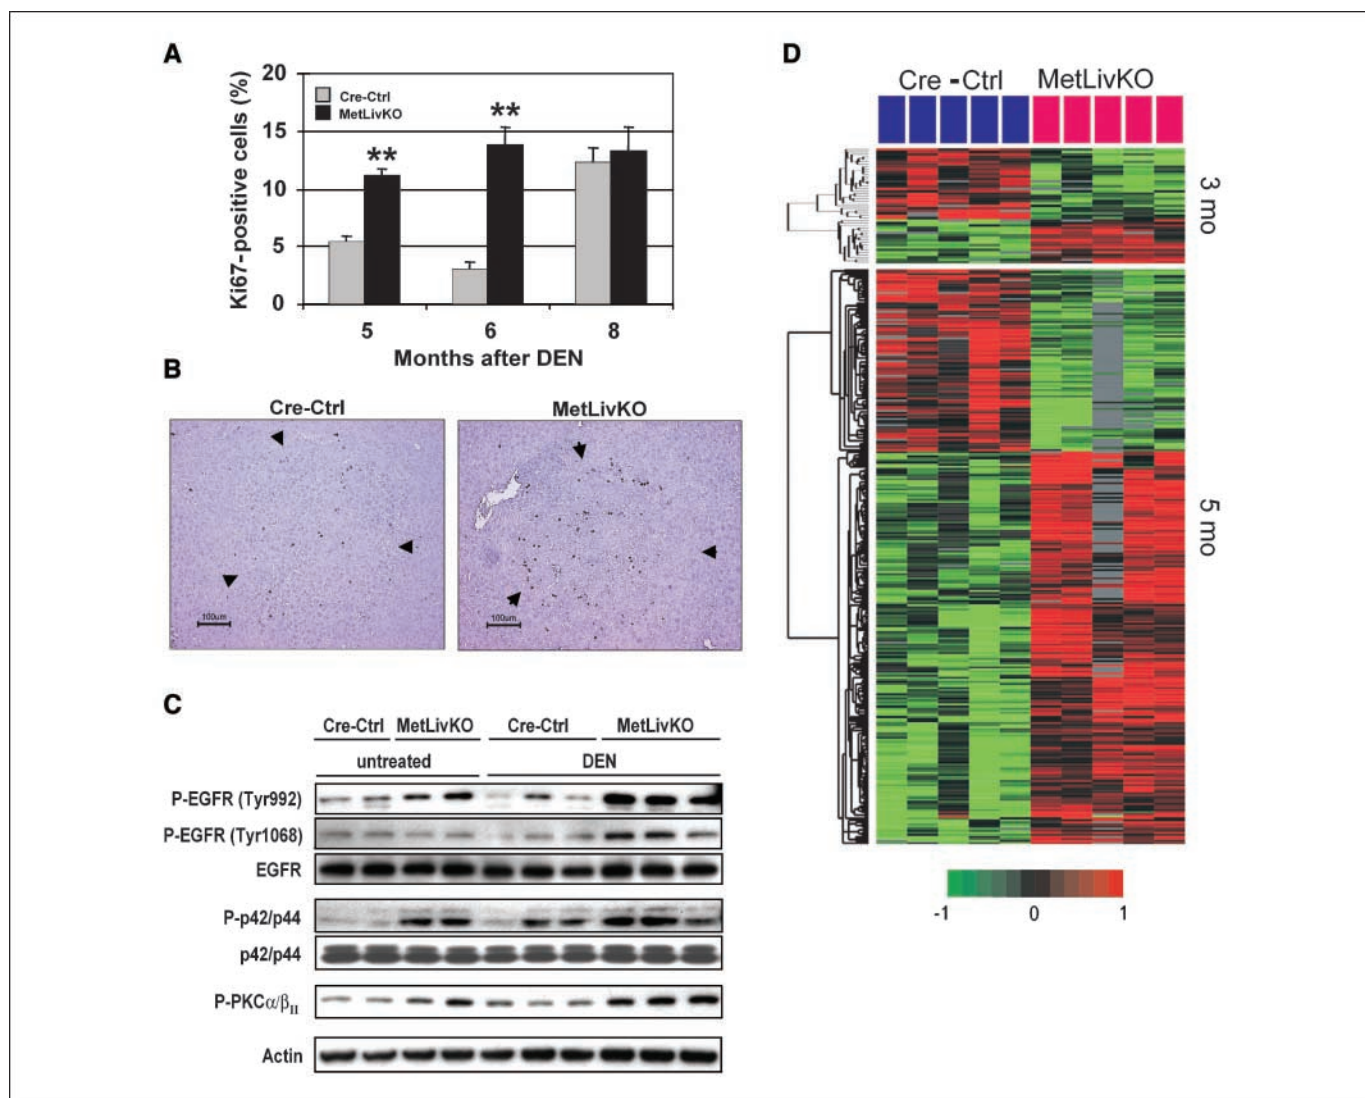 A
Ki67-positive cells (%)
20
15
10
5
0
Cre-Ctrl
MetLivKO
**
**
5
6
8
Months after DEN
B
Cre-Ctrl
MetLivKO
100um
100um
C
Cre-Ctrl MetLivKO Cre-Ctrl MetLivKO
untreated DEN
P-EGFR (Tyr992)
P-EGFR (Tyr1068)
EGFR
P-p42/p44
p42/p44
P-PKCα/βII
Actin
D
Cre - Ctrl MetLivKO
3 mo
5 mo
-1 0 1